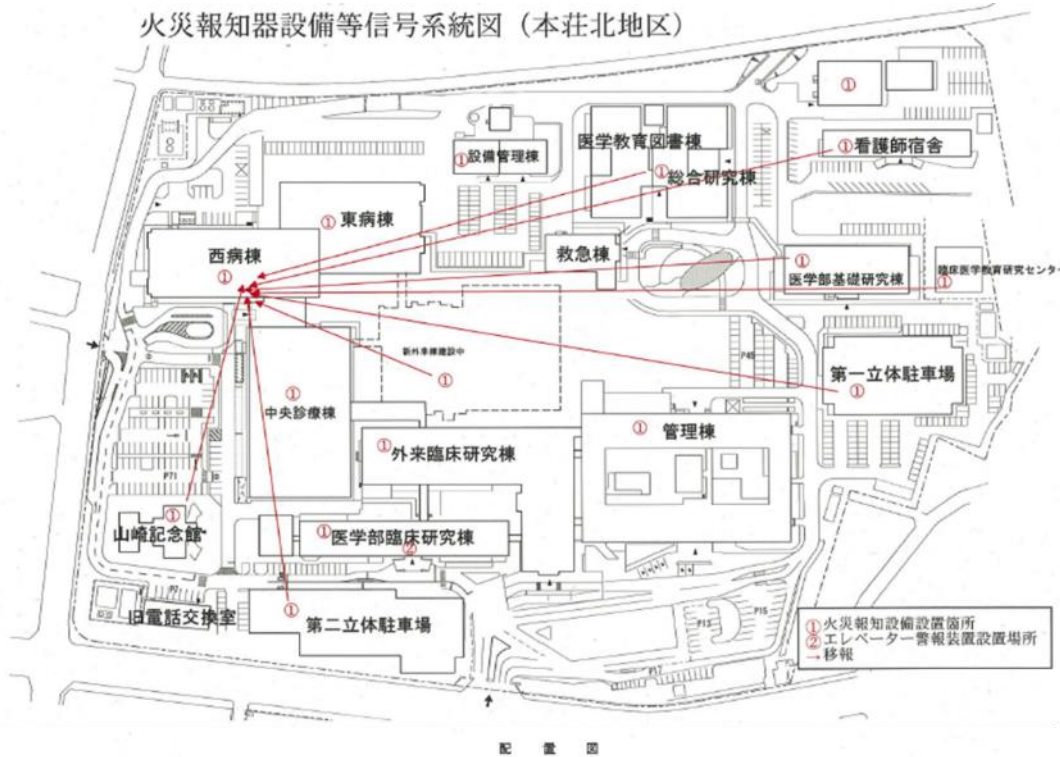 火災報知器設備等信号系統図（本荘北地区）
①
①設備管理棟
医学教育図書棟
①看護師宿舎
①総合研究棟
①東病棟
西病棟
①
救急棟
①
医学部基礎研究棟
臨床医学教育研究センター
①
新外来棟建設中
①
P45
第一立体駐車場
①
①
中央診療棟
①外来臨床研究棟
①管理棟
P71
①
山崎記念館
①医学部臨床研究棟
②
旧電話交換室
①
第二立体駐車場
P13
P15
P17
①火災報知設備設置箇所
②エレベーター警報装置設置場所
→移報
配置図